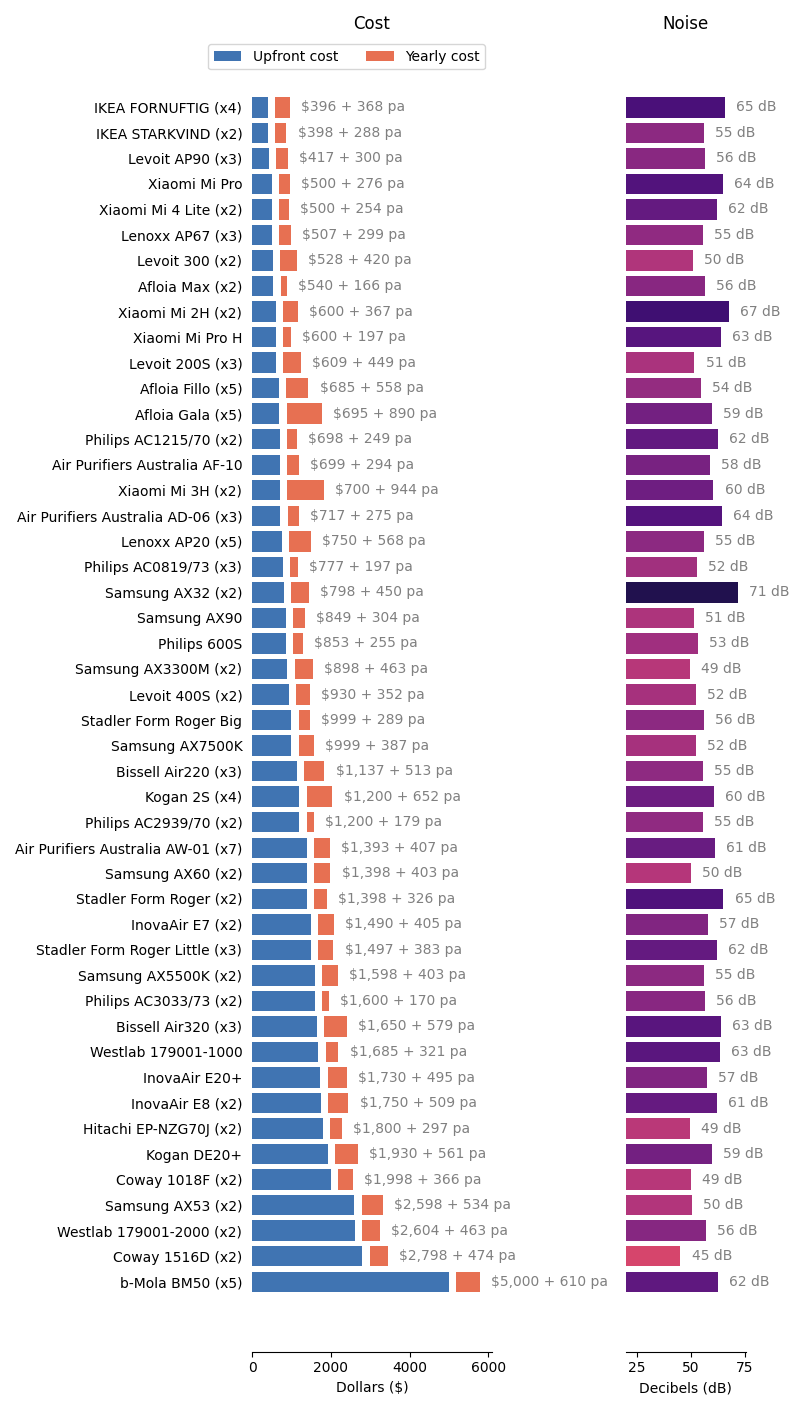 Cost Noise
Upfront cost Yearly cost
IKEA FORNUFTIG (x4) $396 + 368 pa 65 dB
IKEA STARKVIND (x2) $398 + 288 pa 55 dB
Levoit AP90 (x3) $417 + 300 pa 56 dB
Xiaomi Mi Pro $500 + 276 pa 64 dB
Xiaomi Mi 4 Lite (x2) $500 + 254 pa 62 dB
Lenoxx AP67 (x3) $507 + 299 pa 55 dB
Levoit 300 (x2) $528 + 420 pa 50 dB
Afloia Max (x2) $540 + 166 pa 56 dB
Xiaomi Mi 2H (x2) $600 + 367 pa 67 dB
Xiaomi Mi Pro H $600 + 197 pa 63 dB
Levoit 200S (x3) $609 + 449 pa 51 dB
Afloia Fillo (x5) $685 + 558 pa 54 dB
Afloia Gala (x5) $695 + 890 pa 59 dB
Philips AC1215/70 (x2) $698 + 249 pa 62 dB
Air Purifiers Australia AF-10 $699 + 294 pa 58 dB
Xiaomi Mi 3H (x2) $700 + 944 pa 60 dB
Air Purifiers Australia AD-06 (x3) $717 + 275 pa 64 dB
Lenoxx AP20 (x5) $750 + 568 pa 55 dB
Philips AC0819/73 (x3) $777 + 197 pa 52 dB
Samsung AX32 (x2) $798 + 450 pa 71 dB
Samsung AX90 $849 + 304 pa 51 dB
Philips 600S $853 + 255 pa 53 dB
Samsung AX3300M (x2) $898 + 463 pa 49 dB
Levoit 400S (x2) $930 + 352 pa 52 dB
Stadler Form Roger Big $999 + 289 pa 56 dB
Samsung AX7500K $999 + 387 pa 52 dB
Bissell Air220 (x3) $1,137 + 513 pa 55 dB
Kogan 2S (x4) $1,200 + 652 pa 60 dB
Philips AC2939/70 (x2) $1,200 + 179 pa 55 dB
Air Purifiers Australia AW-01 (x7) $1,393 + 407 pa 61 dB
Samsung AX60 (x2) $1,398 + 403 pa 50 dB
Stadler Form Roger (x2) $1,398 + 326 pa 65 dB
InovaAir E7 (x2) $1,490 + 405 pa 57 dB
Stadler Form Roger Little (x3) $1,497 + 383 pa 62 dB
Samsung AX5500K (x2) $1,598 + 403 pa 55 dB
Philips AC3033/73 (x2) $1,600 + 170 pa 56 dB
Bissell Air320 (x3) $1,650 + 579 pa 63 dB
Westlab 179001-1000 $1,685 + 321 pa 63 dB
InovaAir E20+ $1,730 + 495 pa 57 dB
InovaAir E8 (x2) $1,750 + 509 pa 61 dB
Hitachi EP-NZG70J (x2) $1,800 + 297 pa 49 dB
Kogan DE20+ $1,930 + 561 pa 59 dB
Coway 1018F (x2) $1,998 + 366 pa 49 dB
Samsung AX53 (x2) $2,598 + 534 pa 50 dB
Westlab 179001-2000 (x2) $2,604 + 463 pa 56 dB
Coway 1516D (x2) $2,798 + 474 pa 45 dB
b-Mola BM50 (x5) $5,000 + 610 pa 62 dB
0 2000 4000 6000 25 50 75
Dollars ($) Decibels (dB)